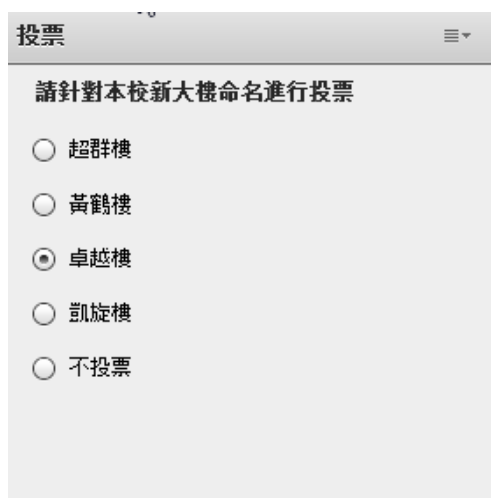 投票
請針對本校新大樓命名進行投票
超群樓
黃鶴樓
卓越樓
凱旋樓
不投票